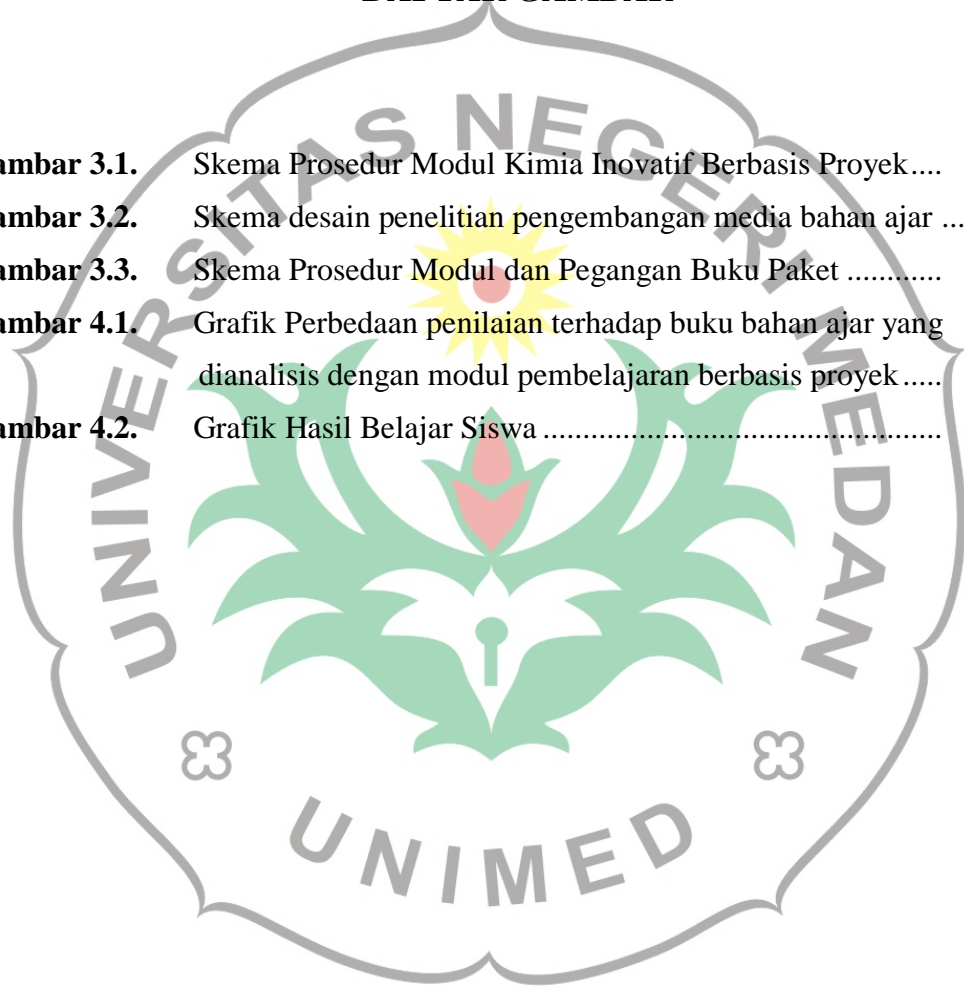 DAFTAR GAMBAR
ambar 3.1. Skema Prosedur Modul Kimia Inovatif Berbasis Proyek....
ambar 3.2. Skema desain penelitian pengembangan media bahan ajar ...
ambar 3.3. Skema Prosedur Modul dan Pegangan Buku Paket ............
ambar 4.1. Grafik Perbedaan penilaian terhadap buku bahan ajar yang
dianalisis dengan modul pembelajaran berbasis proyek.....
ambar 4.2. Grafik Hasil Belajar Siswa ...................................................
UNIVERSITAS NEGERI MEDAN
UNIMED